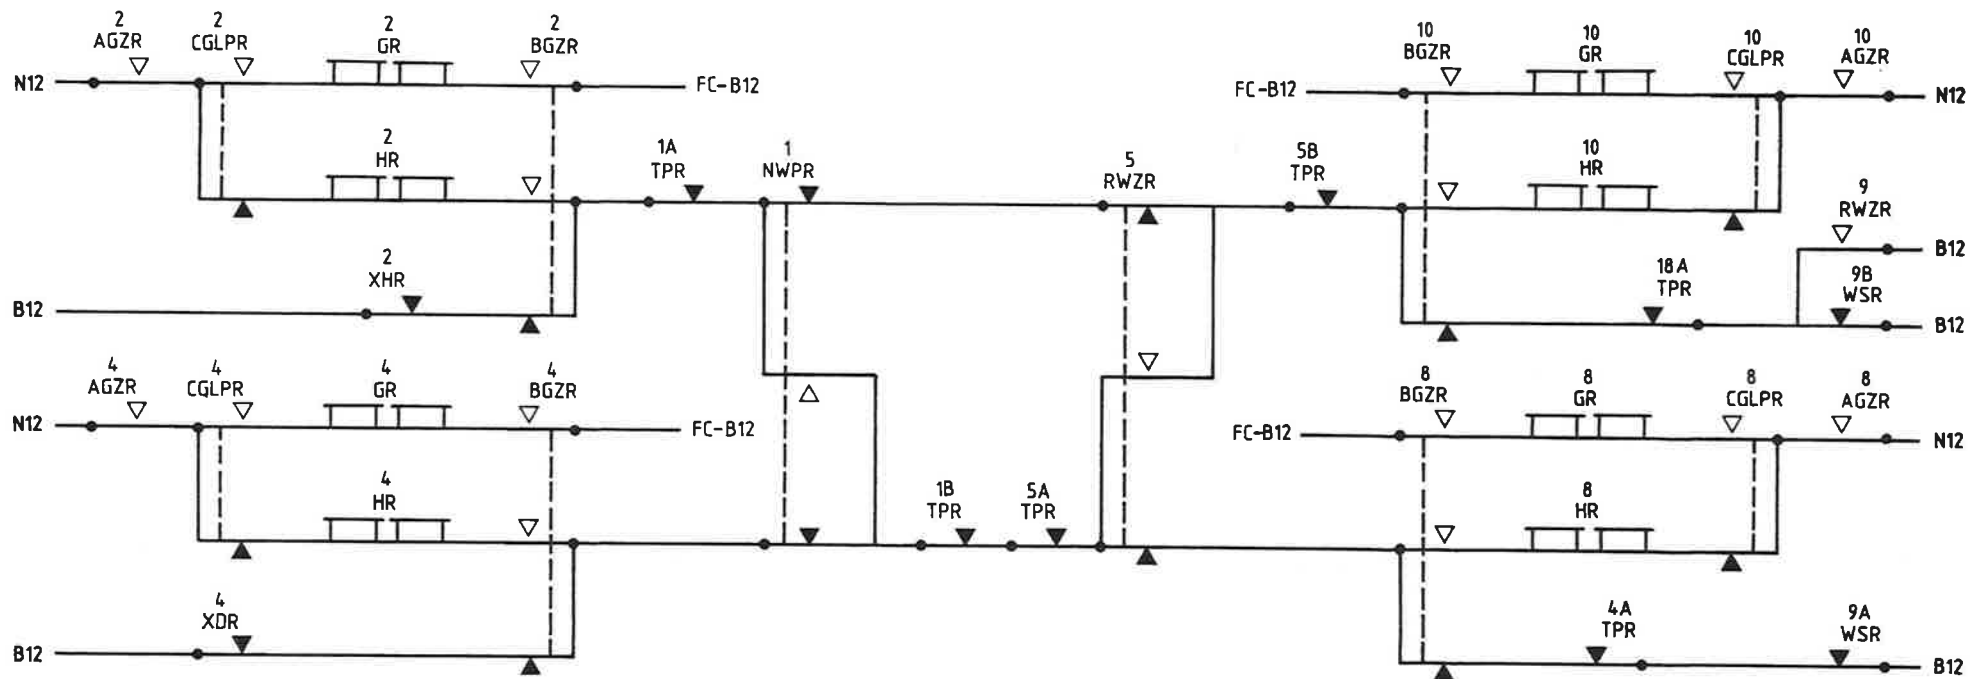 2
AGZR
2
CGLPR
2
GR
2
BGZR
N12
FC-B12
2
HR
1A
TPR
1
NWPR
2
XHR
B12
4
AGZR
4
CGLPR
4
GR
4
BGZR
N12
FC-B12
4
HR
1B
TPR
5A
TPR
4
XDR
B12
10
BGZR
10
GR
10
CGLPR
10
AGZR
FC-B12
N12
5
RWZR
5B
TPR
10
HR
9
RWZR
B12
18A
TPR
9B
WSR
B12
8
BGZR
8
GR
8
CGLPR
8
AGZR
FC-B12
N12
8
HR
4A
TPR
9A
WSR
B12